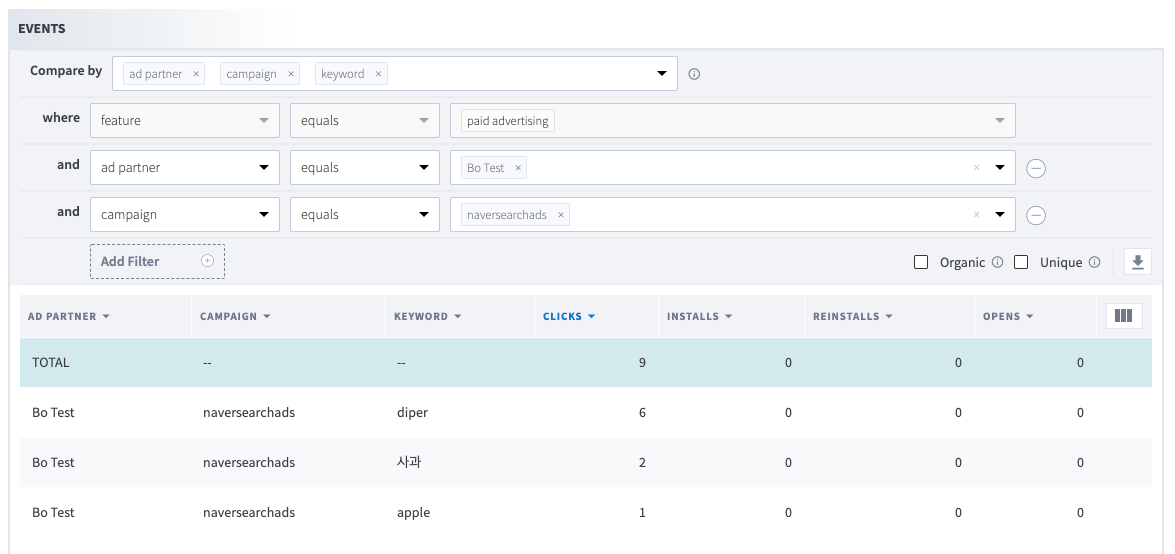 EVENTS
Compare by ad partner × campaign × keyword ×
where feature equals paid advertising
and ad partner equals Bo Test ×
and campaign equals naversearchads ×
Add Filter Organic Unique
AD PARTNER CAMPAIGN KEYWORD CLICKS INSTALLS REINSTALLS OPENS
TOTAL -- -- 9 0 0 0
Bo Test naversearchads diper 6 0 0 0
Bo Test naversearchads 사과 2 0 0 0
Bo Test naversearchads apple 1 0 0 0